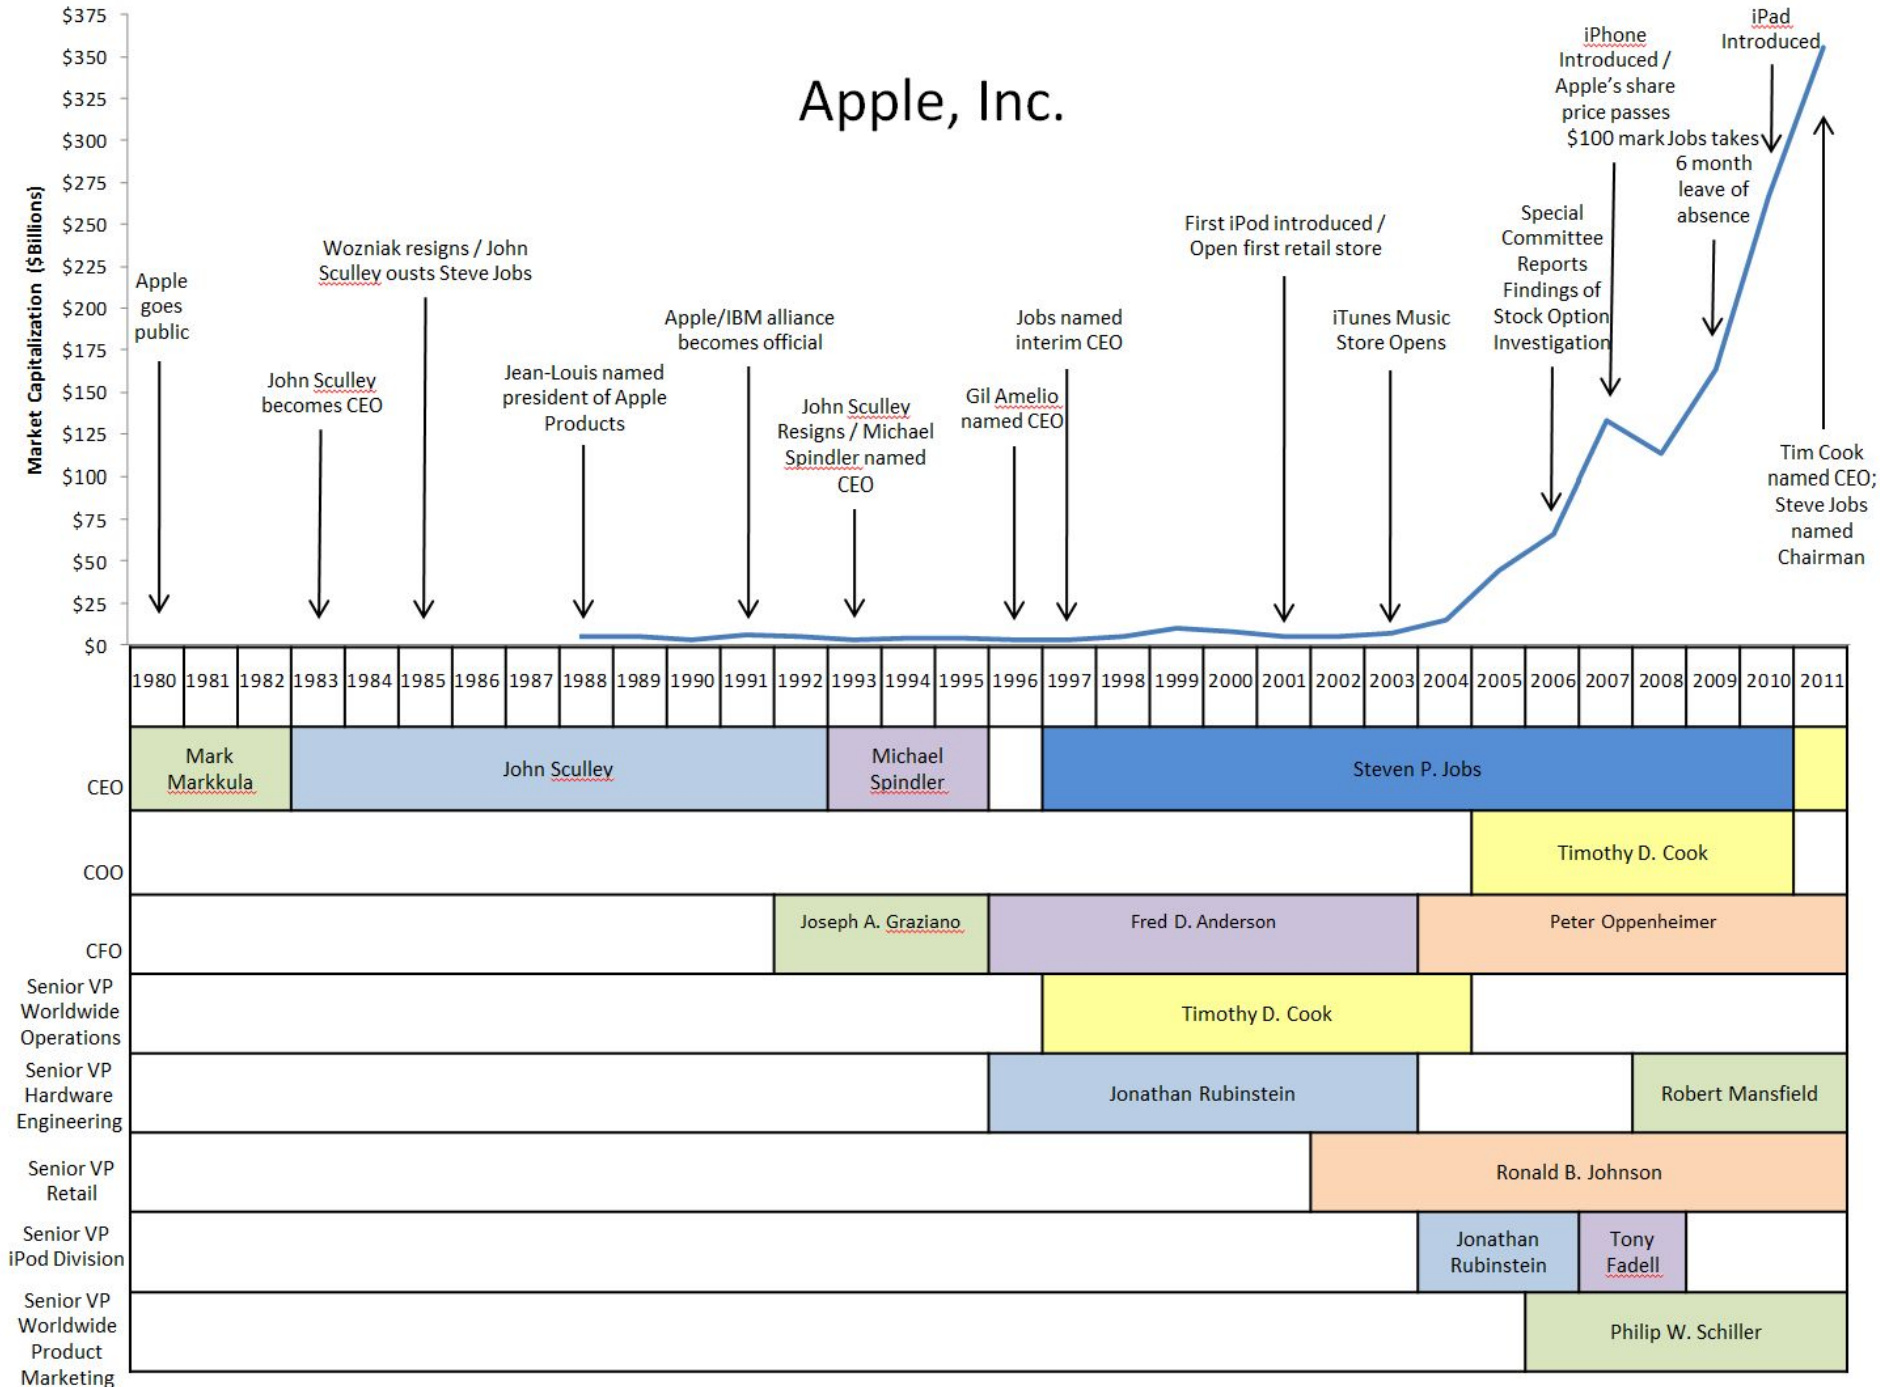 Apple, Inc.
Market Capitalization ($Billions)
$375
$350
$325
$300
$275
$250
$225
$200
$175
$150
$125
$100
$75
$50
$25
$0
Apple
goes
public
John Sculley
becomes CEO
Wozniak resigns / John
Sculley ousts Steve Jobs
Jean-Louis named
president of Apple
Products
Apple/IBM alliance
becomes official
John Sculley
Resigns / Michael
Spindler named
CEO
Gil Amelio
named CEO
Jobs named
interim CEO
First iPod introduced /
Open first retail store
iTunes Music
Store Opens
Special
Committee
Reports
Findings of
Stock Option
Investigation
iPhone
Introduced /
Apple's share
price passes
$100 mark
Jobs takes
6 month
leave of
absence
iPad
Introduced
Tim Cook
named CEO;
Steve Jobs
named
Chairman
1980 1981 1982 1983 1984 1985 1986 1987 1988 1989 1990 1991 1992 1993 1994 1995 1996 1997 1998 1999 2000 2001 2002 2003 2004 2005 2006 2007 2008 2009 2010 2011
CEO
Mark
Markkula
John Sculley
Michael
Spindler
Steven P. Jobs
COO
Timothy D. Cook
CFO
Joseph A. Graziano
Fred D. Anderson
Peter Oppenheimer
Senior VP
Worldwide
Operations
Timothy D. Cook
Senior VP
Hardware
Engineering
Jonathan Rubinstein
Robert Mansfield
Senior VP
Retail
Ronald B. Johnson
Senior VP
iPod Division
Jonathan
Rubinstein
Tony
Fadell
Senior VP
Worldwide
Product
Marketing
Philip W. Schiller